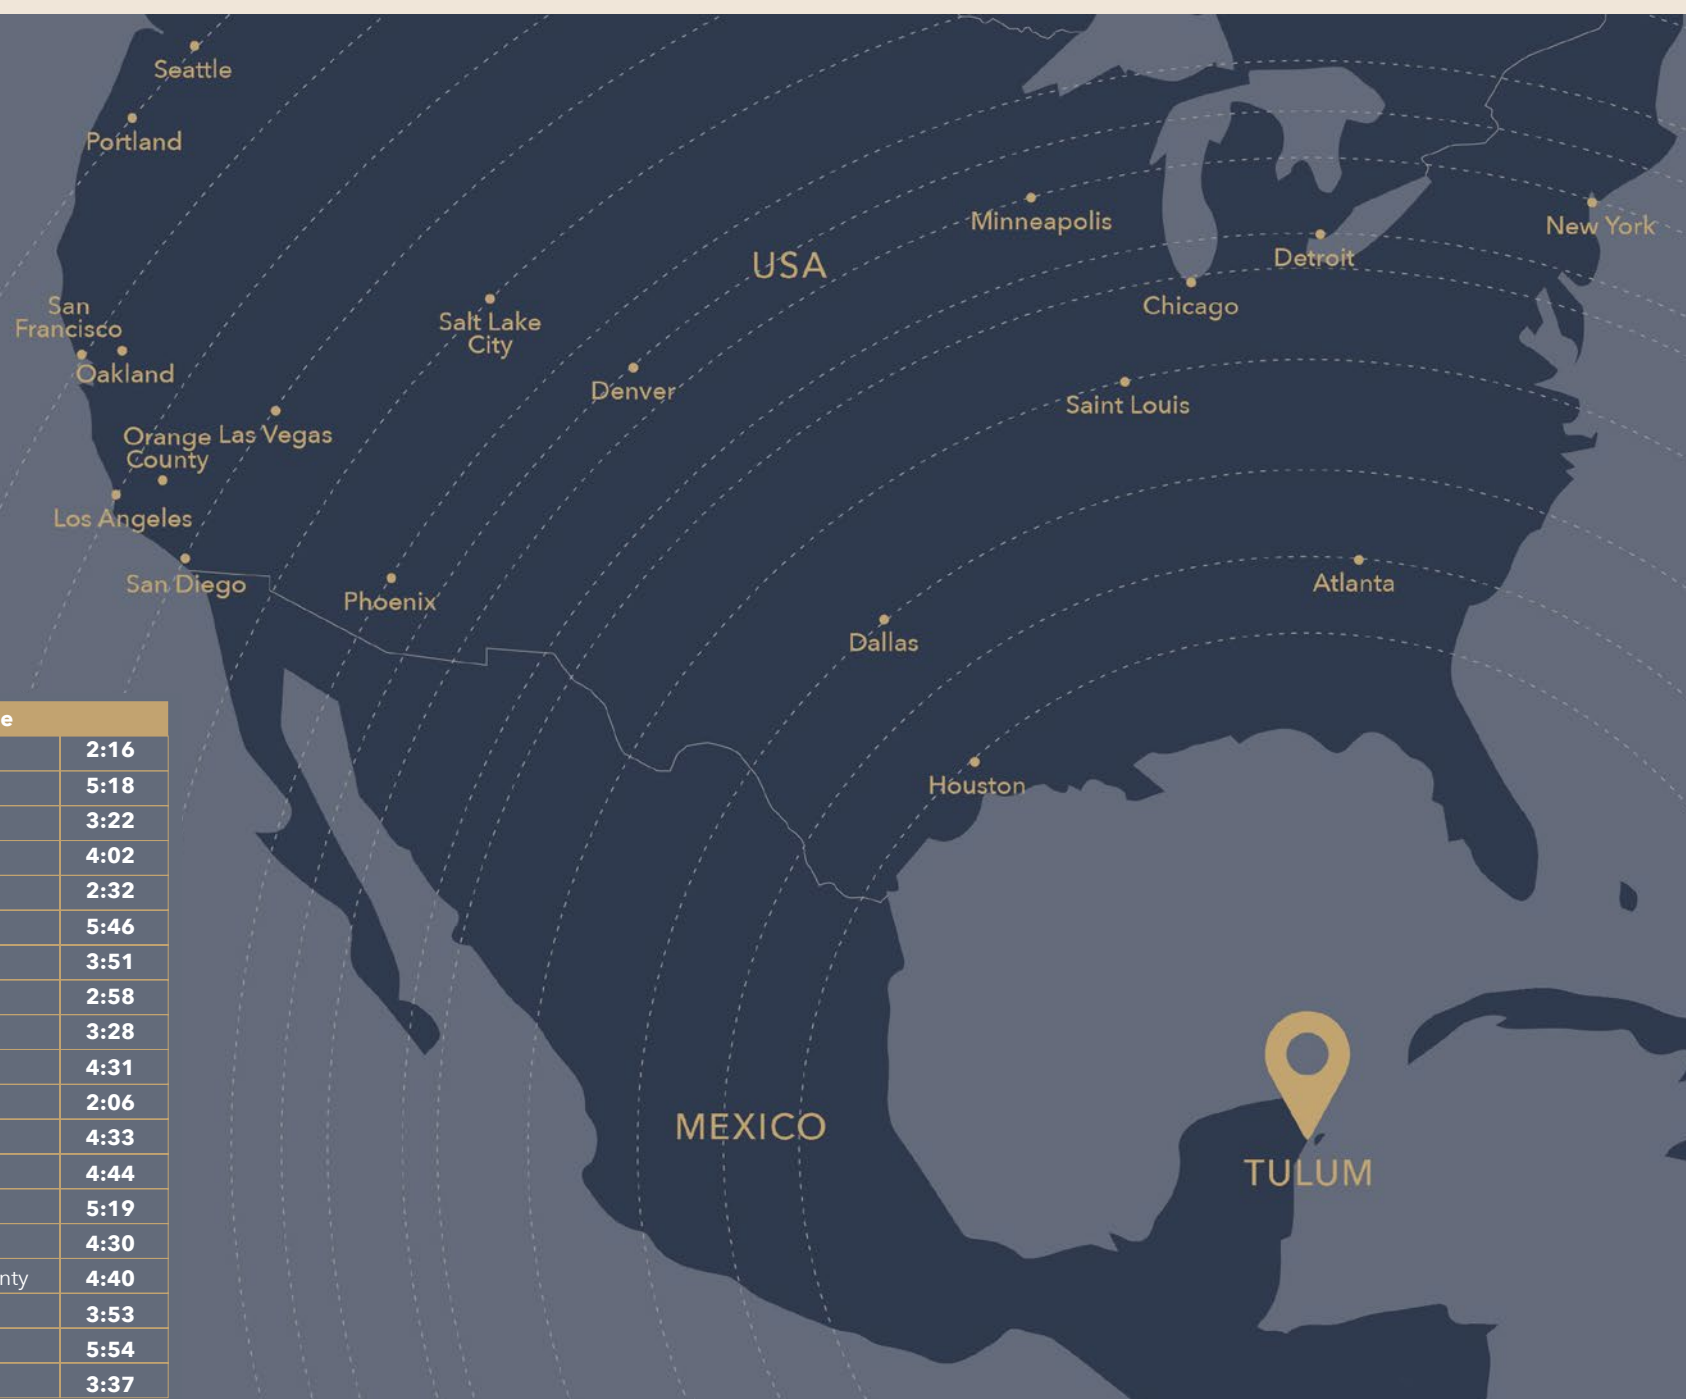 Seattle
Portland
Minneapolis
New York
USA
Detroit
Chicago
San
Francisco
Salt Lake
City
Oakland
Denver
Saint Louis
Orange
County
Las Vegas
Los Angeles
San Diego
Phoenix
Atlanta
Dallas
Houston
MEXICO
TULUM
e
2:16
5:18
3:22
4:02
2:32
5:46
3:51
2:58
3:28
4:31
2:06
4:33
4:44
5:19
4:30
nty 4:40
3:53
5:54
3:37